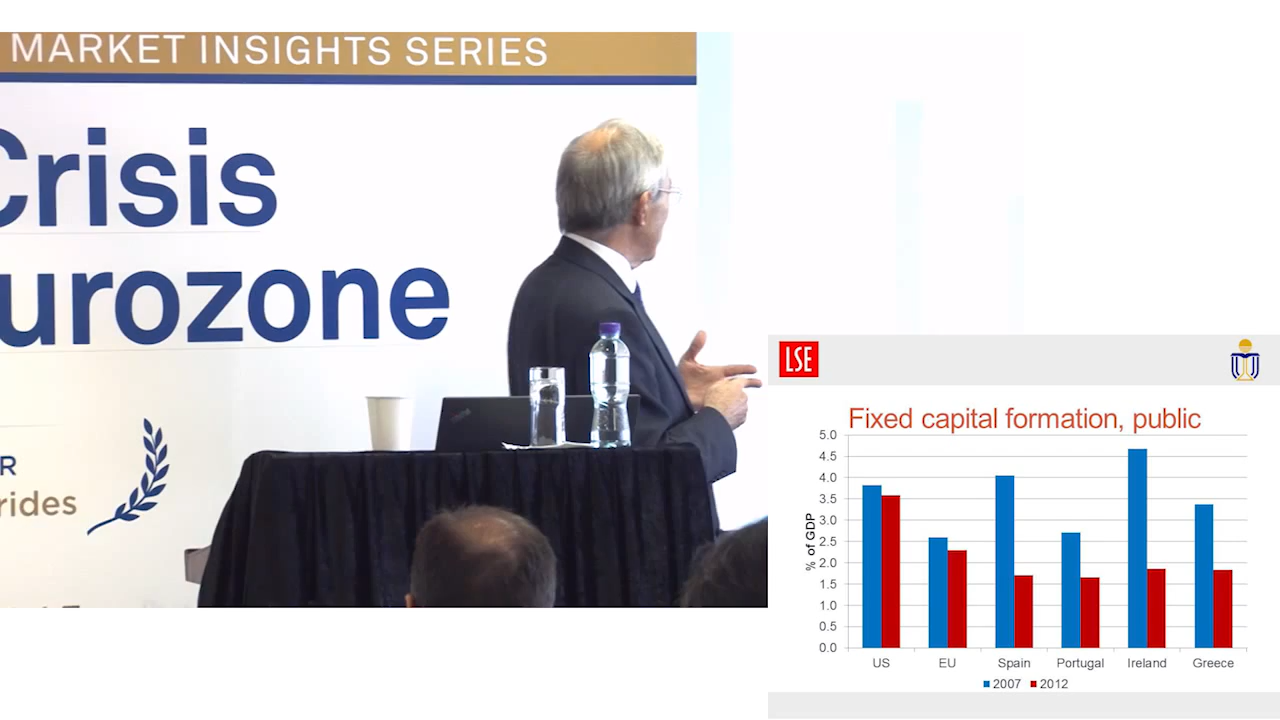 MARKET INSIGHTS SERIES
Crisis
urozone
R
rides
LSE
Fixed capital formation, public
% of GDP
5.0
4.5
4.0
3.5
3.0
2.5
2.0
1.5
1.0
0.5
0.0
US EU Spain Portugal Ireland Greece
2007 2012